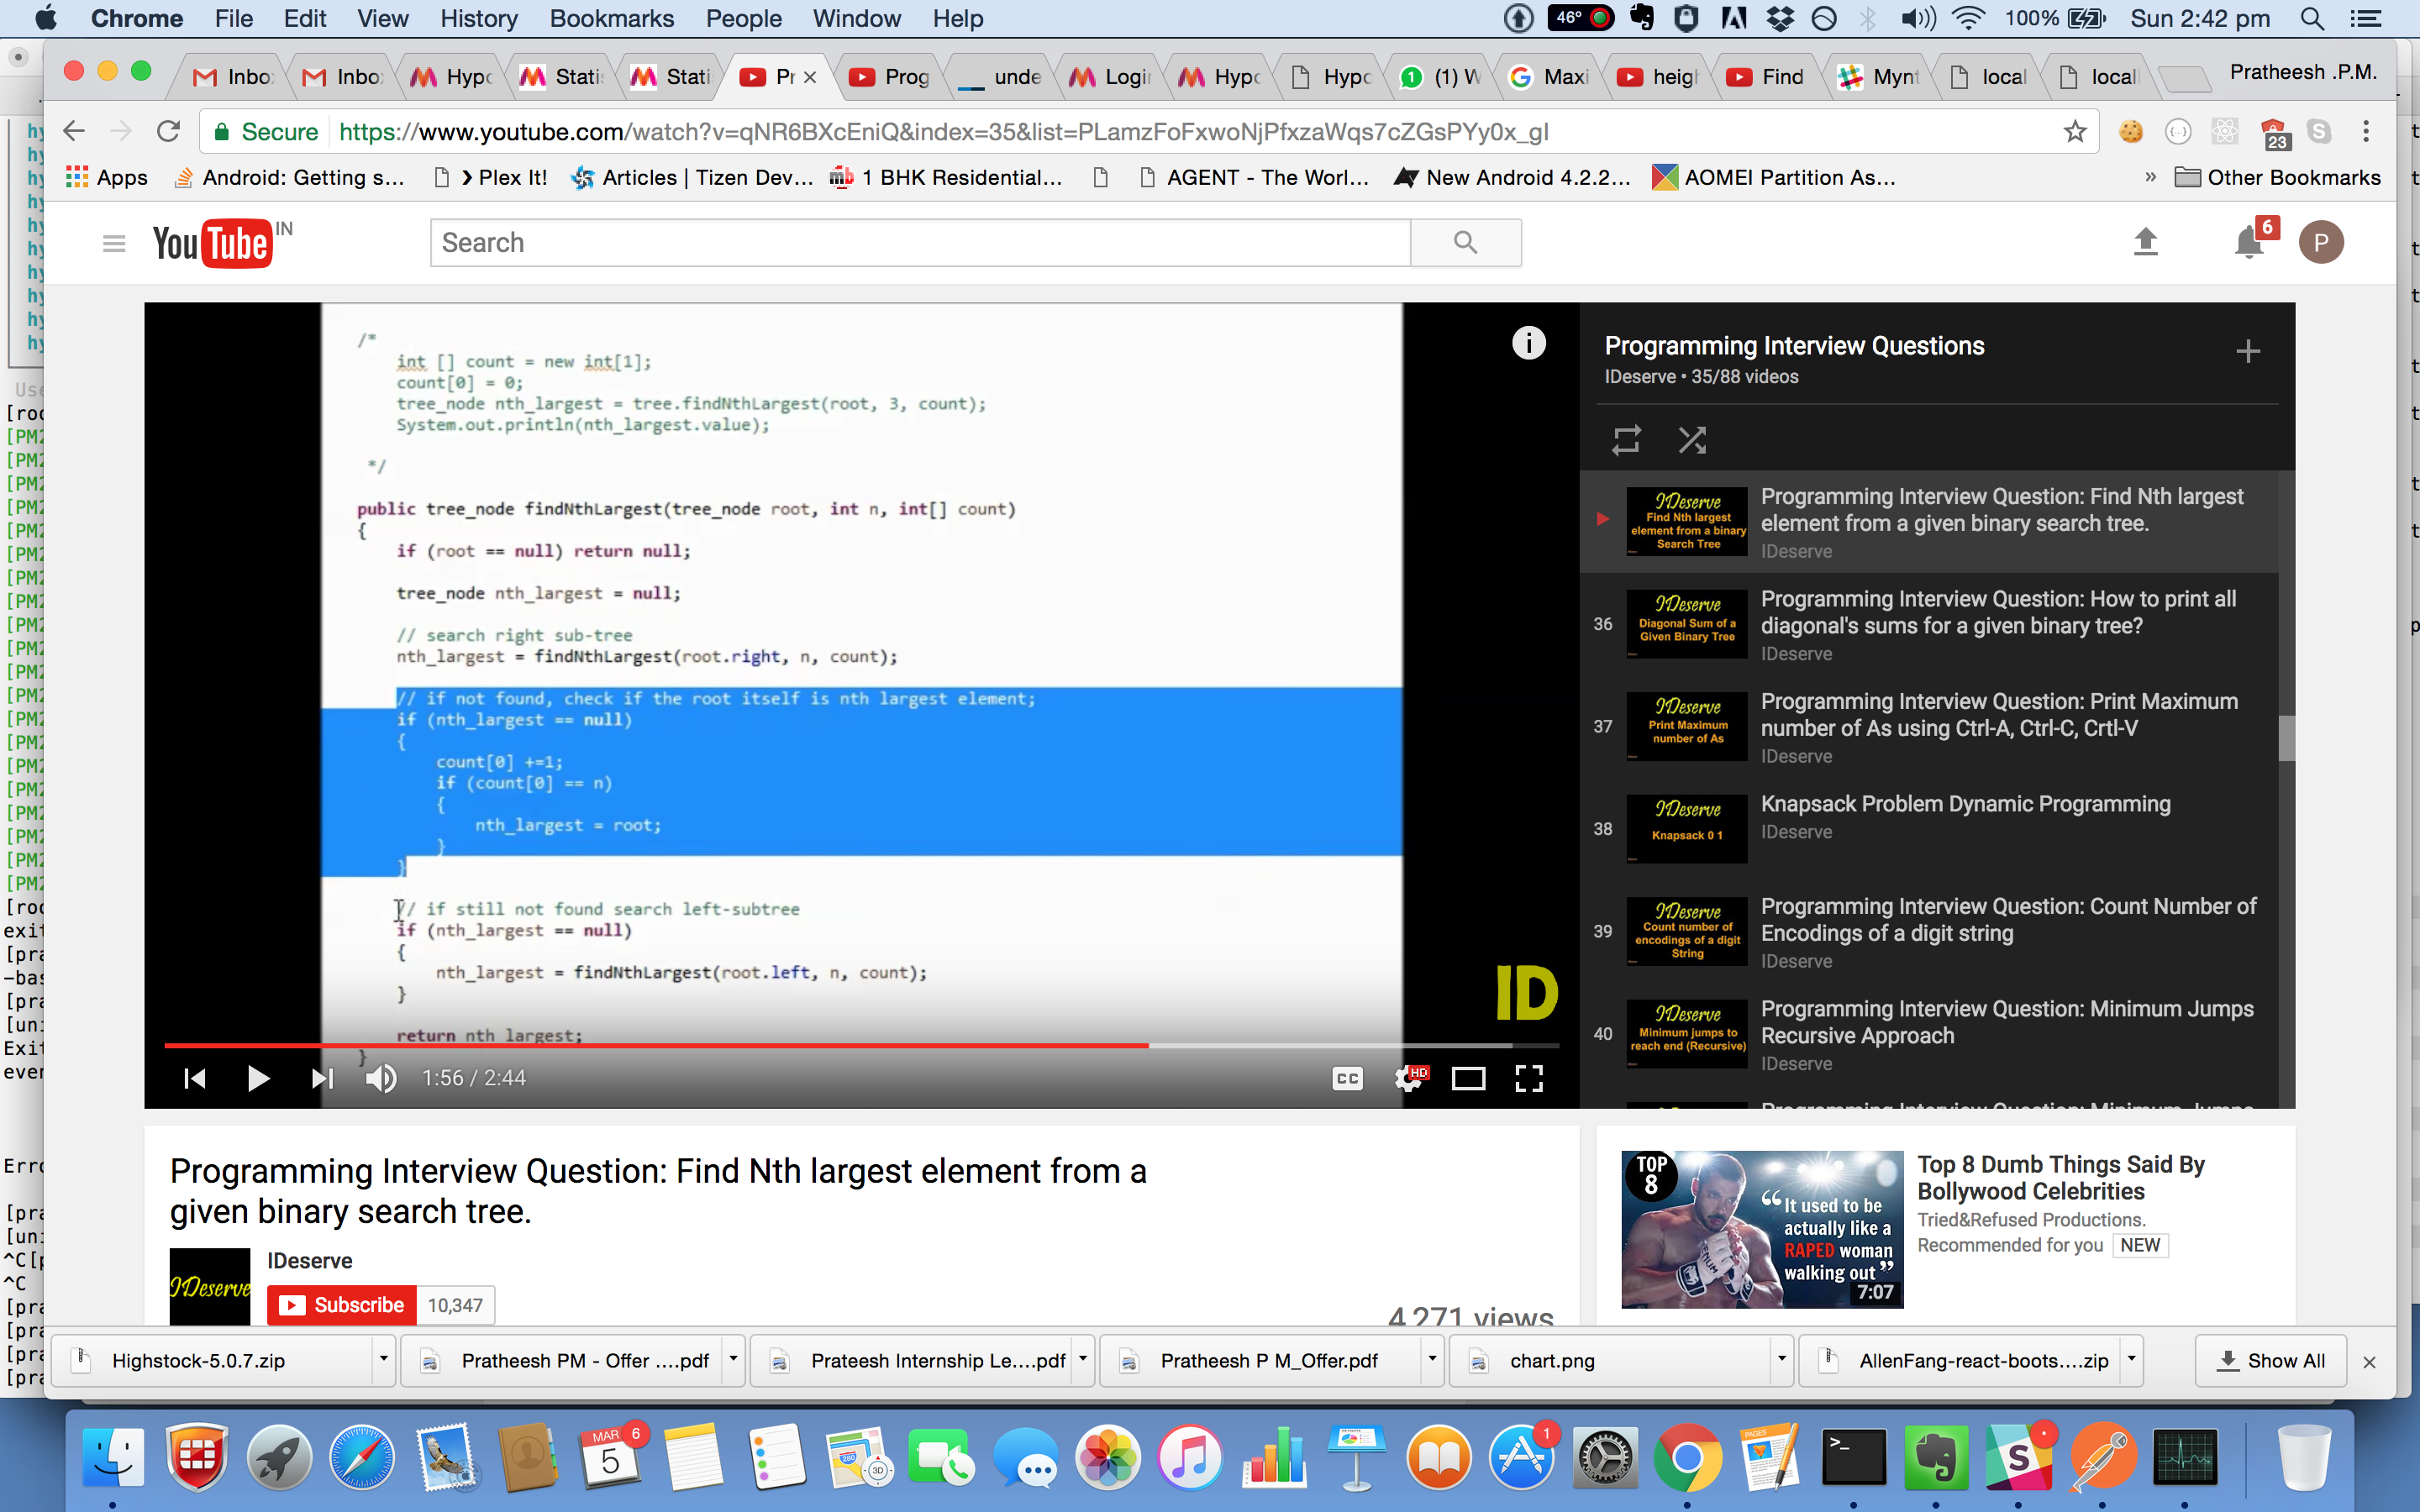 Chrome File Edit View History Bookmarks People Window Help 46° 100% Sun 2:42 pm
Inbo Inbo Hypo Stati Stati Pr Prog unde Login Hypo Hypo (1) W Maxi heigh Find Mynt local locall Pratheesh .P.M.
Secure https://www.youtube.com/watch?v=qNR6BXcEniQ&index=35&list=PLamzFoFxwoNjPfxzaWqs7cZGsPYy0x_gI 23
Apps Android: Getting s... › Plex It! Articles | Tizen Dev... 1 BHK Residential... AGENT - The Worl... New Android 4.2.2... AOMEI Partition As... » Other Bookmarks
YouTube IN Search 6 P
/*
int [] count = new int[1];
count[0] = 0;
tree_node nth_largest = tree.findNthLargest(root, 3, count);
System.out.println(nth_largest.value);
*/
public tree_node findNthLargest(tree_node root, int n, int[] count)
{
if (root == null) return null;
tree_node nth_largest = null;
// search right sub-tree
nth_largest = findNthLargest(root.right, n, count);
// if not found, check if the root itself is nth largest element;
if (nth_largest == null)
{
count[0] +=1;
if (count[0] == n)
{
nth_largest = root;
}
}
// if still not found search left-subtree
if (nth_largest == null)
{
nth_largest = findNthLargest(root.left, n, count);
}
return nth_largest;
}
ID
1:56 / 2:44 CC HD
Programming Interview Questions
IDeserve • 35/88 videos
IDeserve
Find Nth largest
element from a binary
Search Tree
Programming Interview Question: Find Nth largest
element from a given binary search tree.
IDeserve
36
IDeserve
Diagonal Sum of a
Given Binary Tree
Programming Interview Question: How to print all
diagonal's sums for a given binary tree?
IDeserve
37
IDeserve
Print Maximum
number of As
Programming Interview Question: Print Maximum
number of As using Ctrl-A, Ctrl-C, Crtl-V
IDeserve
38
IDeserve
Knapsack 0 1
Knapsack Problem Dynamic Programming
IDeserve
39
IDeserve
Count number of
encodings of a digit
String
Programming Interview Question: Count Number of
Encodings of a digit string
IDeserve
40
IDeserve
Minimum jumps to
reach end (Recursive)
Programming Interview Question: Minimum Jumps
Recursive Approach
IDeserve
Programming Interview Question: Minimum Jumps
Programming Interview Question: Find Nth largest element from a
given binary search tree.
IDeserve
IDeserve
Subscribe 10,347
4,271 views
TOP
8
“It used to be
actually like a
RAPED woman
walking out”
7:07
Top 8 Dumb Things Said By
Bollywood Celebrities
Tried&Refused Productions.
Recommended for you NEW
Highstock-5.0.7.zip Pratheesh PM - Offer ....pdf Prateesh Internship Le....pdf Pratheesh P M_Offer.pdf chart.png AllenFang-react-boots....zip Show All
MAR 6
5
280
3D
1
PAGES
>_
S